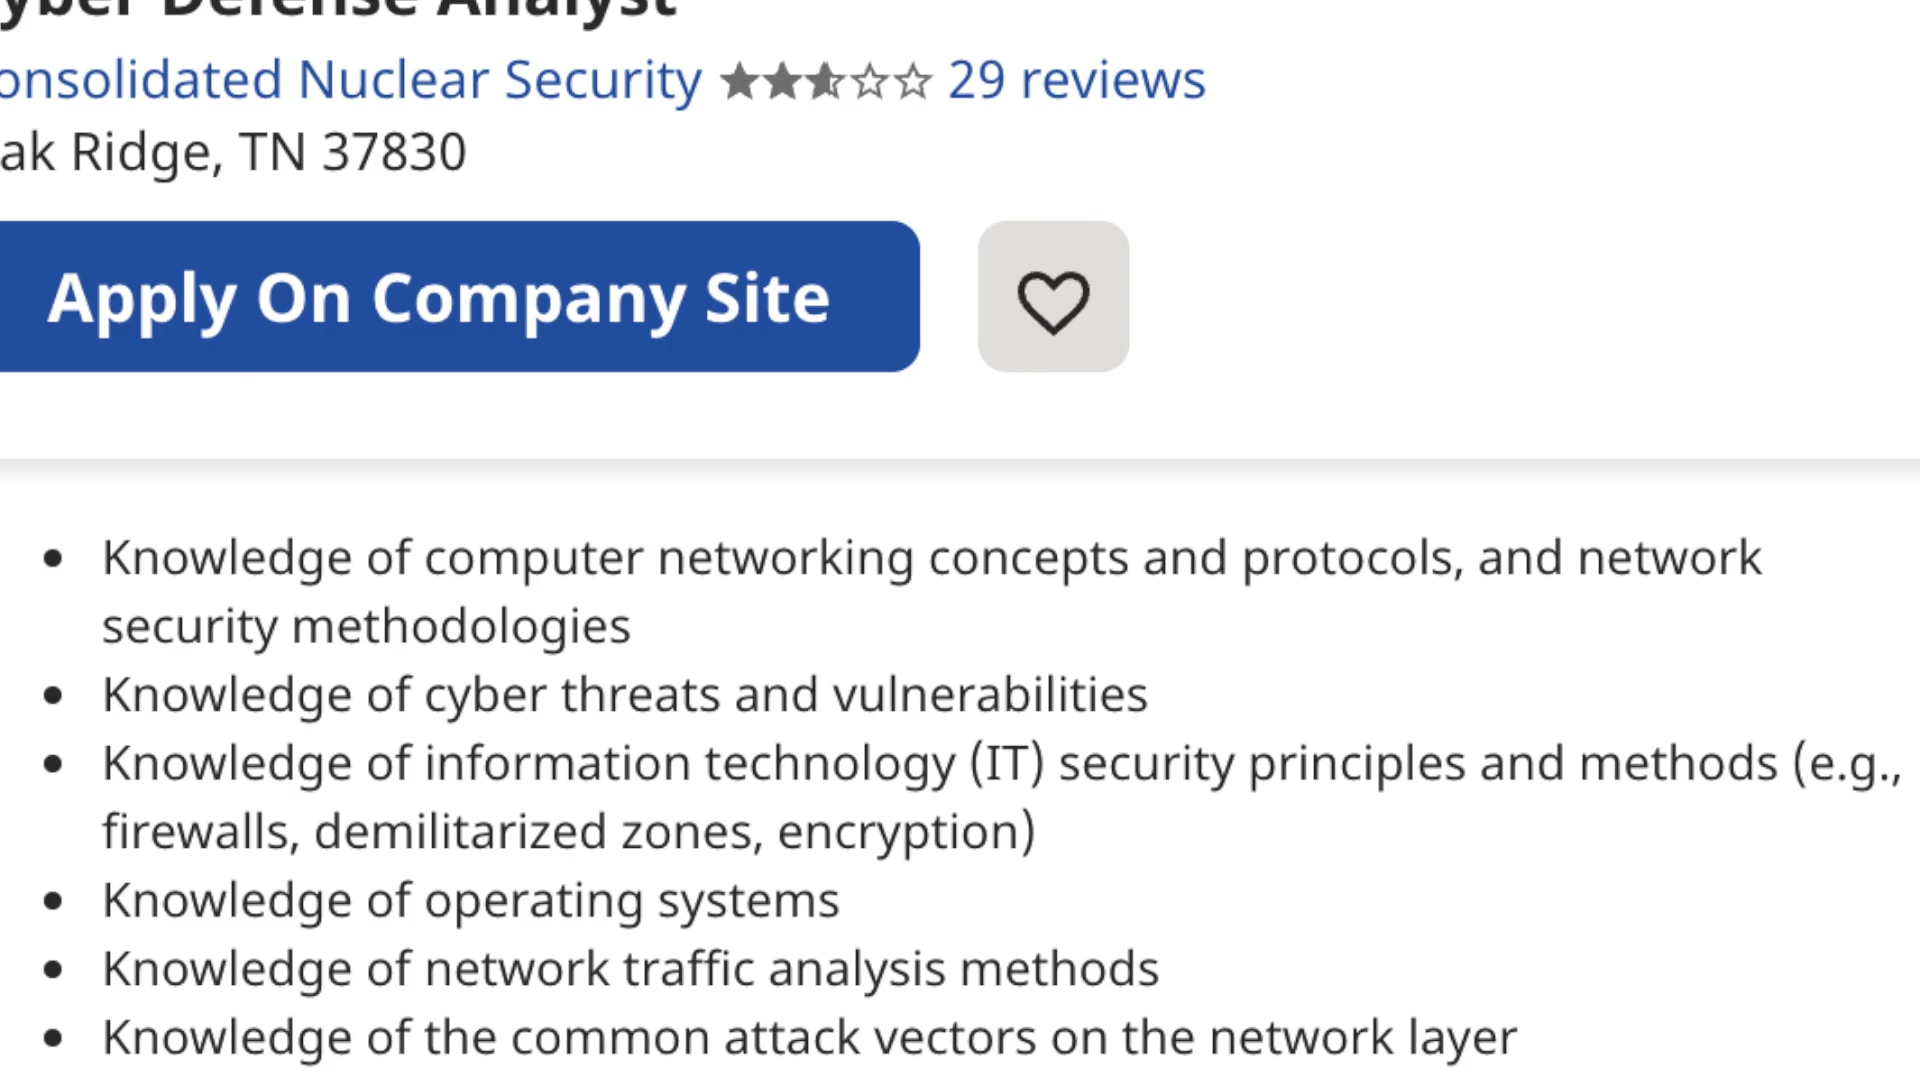 yber Defense Analyst
onsolidated Nuclear Security 29 reviews
ak Ridge, TN 37830
Apply On Company Site
• Knowledge of computer networking concepts and protocols, and network
security methodologies
• Knowledge of cyber threats and vulnerabilities
• Knowledge of information technology (IT) security principles and methods (e.g.,
firewalls, demilitarized zones, encryption)
• Knowledge of operating systems
• Knowledge of network traffic analysis methods
• Knowledge of the common attack vectors on the network layer